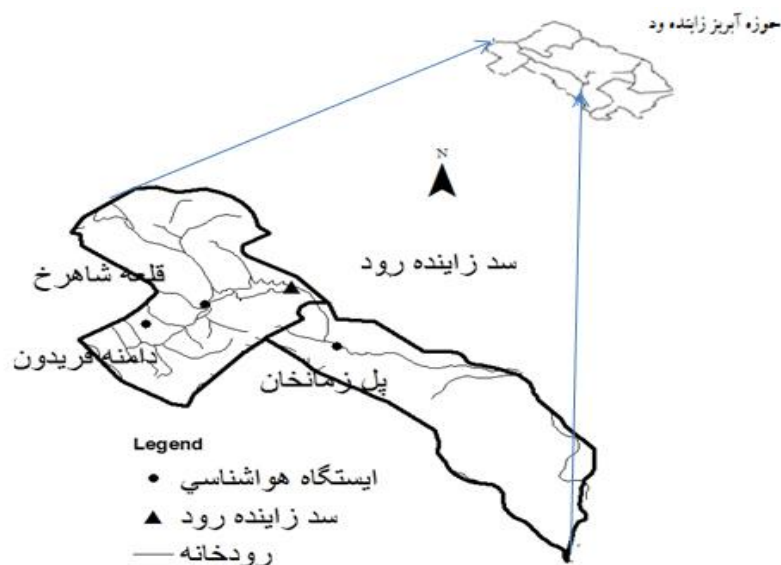 حوزه آبریز زاینده ود
N
سد زاینده رود
قلعه شاهرخ
دامنه فریدون
پل زمانخان
Legend
ایستگاه هواشناسي
سد زاینده رود
رودخانه